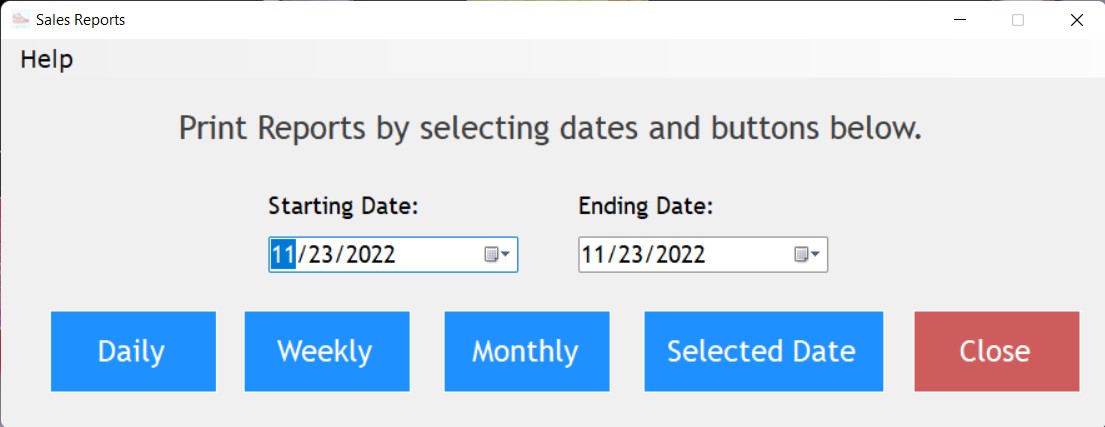 Sales Reports
Help
Print Reports by selecting dates and buttons below.
Starting Date: Ending Date:
11/23/2022 11/23/2022
Daily Weekly Monthly Selected Date Close